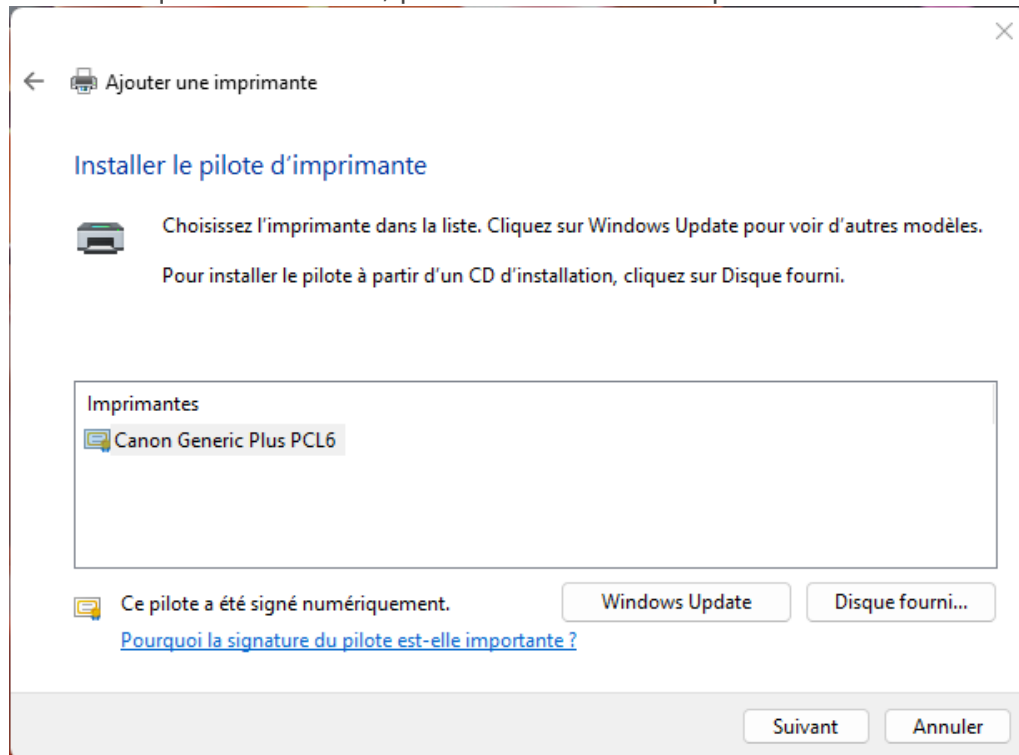 Ajouter une imprimante
Installer le pilote d’imprimante
Choisissez l’imprimante dans la liste. Cliquez sur Windows Update pour voir d’autres modèles.
Pour installer le pilote à partir d’un CD d’installation, cliquez sur Disque fourni.
Imprimantes
Canon Generic Plus PCL6
Ce pilote a été signé numériquement.
Windows Update
Disque fourni...
Pourquoi la signature du pilote est-elle importante ?
Suivant
Annuler